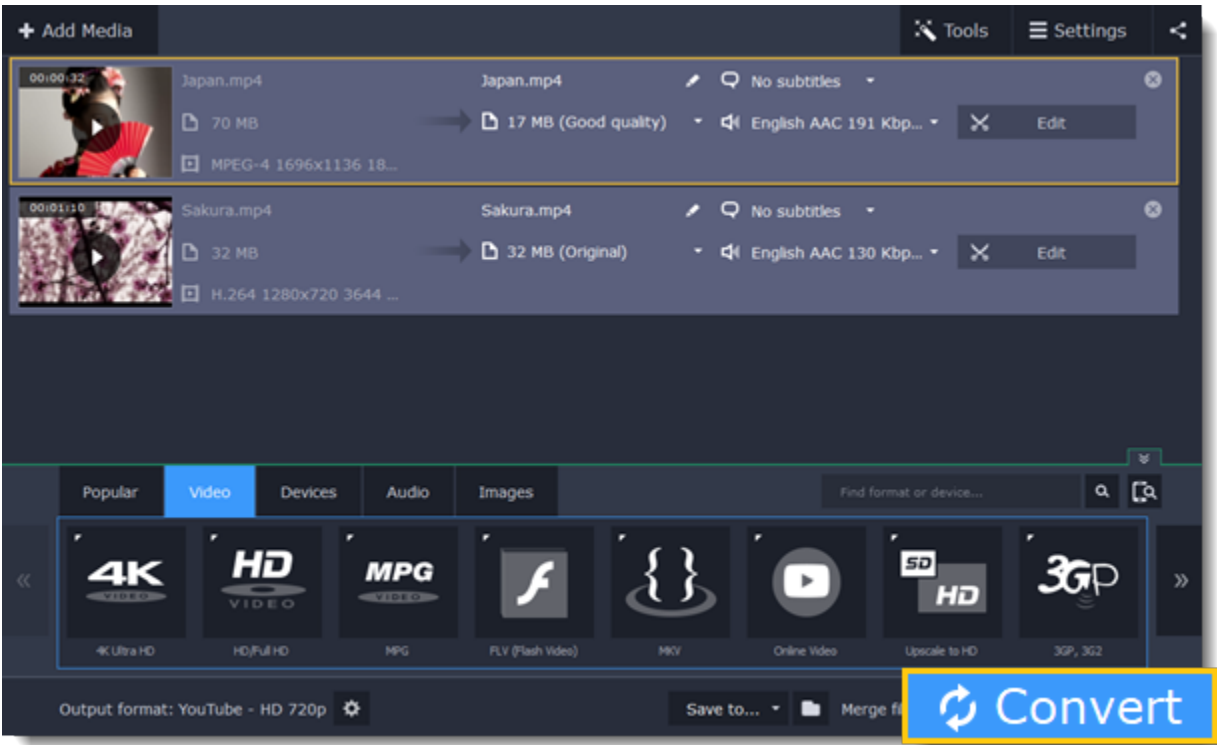 Add Media
Tools
Settings
00:00:32
Japan.mp4
Japan.mp4
No subtitles
70 MB
17 MB (Good quality)
English AAC 191 Kbp...
Edit
MPEG-4 1696x1136 18...
00:01:10
Sakura.mp4
Sakura.mp4
No subtitles
32 MB
32 MB (Original)
English AAC 130 Kbp...
Edit
H.264 1280x720 3644 ...
Popular
Video
Devices
Audio
Images
Find format or device...
4K
VIDEO
HD
VIDEO
MPG
VIDEO
SD
HD
3GP
4K Ultra HD
HD/Full HD
MPG
FLV (Flash Video)
MKV
Online Video
Upscale to HD
3GP, 3G2
Output format: YouTube - HD 720p
Save to...
Merge
Convert